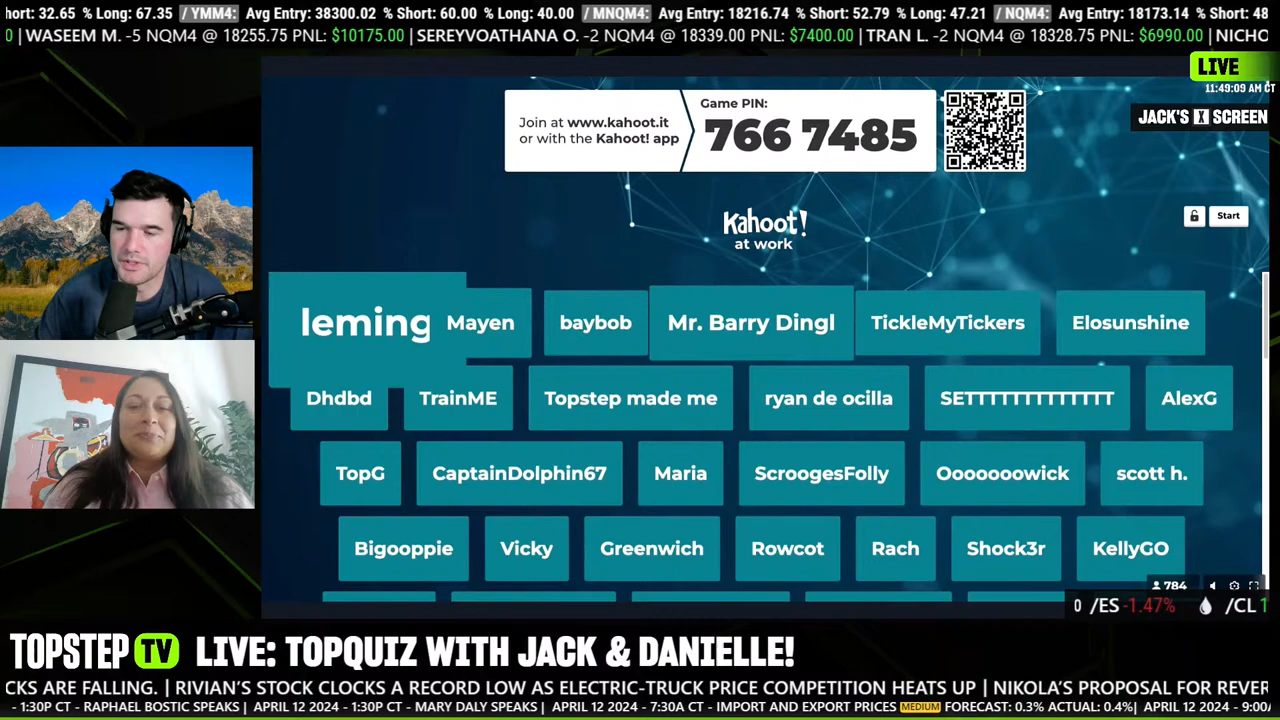 hort: 32.65 % Long: 67.35 / YMM4: Avg Entry: 38300.02 % Short: 60.00 % Long: 40.00 / MNQM4: Avg Entry: 18216.74 % Short: 52.79 % Long: 47.21 / NQM4: Avg Entry: 18173.14 % Short: 48
0 | WASEEM M. -5 NQM4 @ 18255.75 PNL: $10175.00 | SEREYVOATHANA O. -2 NQM4 @ 18339.00 PNL: $7400.00 | TRAN L. -2 NQM4 @ 18328.75 PNL: $6990.00 | NICHO
LIVE
11:49:09 AM CT
JACK'S X SCREEN
Join at www.kahoot.it
or with the Kahoot! app
Game PIN:
766 7485
Kahoot!
at work
Start
leming Mayen baybob Mr. Barry Dingl TickleMyTickers Elosunshine
Dhdbd TrainME Topstep made me ryan de ocilla SETTTTTTTTTTTTT AlexG
TopG CaptainDolphin67 Maria ScroogesFolly Ooooooowick scott h.
Bigooppie Vicky Greenwich Rowcot Rach Shock3r KellyGO
784
0 /ES -1.47% /CL 1
TOPSTEP TV LIVE: TOPQUIZ WITH JACK & DANIELLE!
CKS ARE FALLING. | RIVIAN'S STOCK CLOCKS A RECORD LOW AS ELECTRIC-TRUCK PRICE COMPETITION HEATS UP | NIKOLA'S PROPOSAL FOR REVER
- 1:30P CT - RAPHAEL BOSTIC SPEAKS | APRIL 12 2024 - 1:30P CT - MARY DALY SPEAKS | APRIL 12 2024 - 7:30A CT - IMPORT AND EXPORT PRICES MEDIUM FORECAST: 0.3% ACTUAL: 0.4% | APRIL 12 2024 - 9:00A